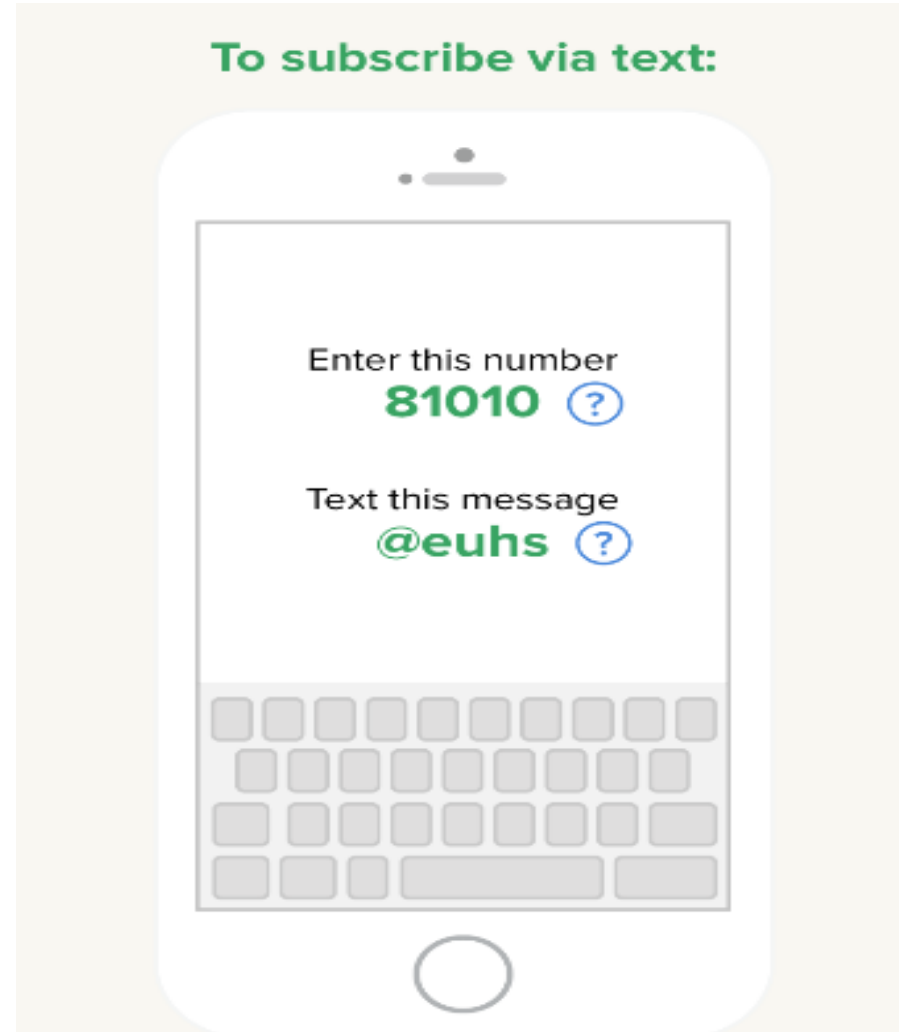 To subscribe via text:
Enter this number
81010 ?
Text this message
@euhs ?